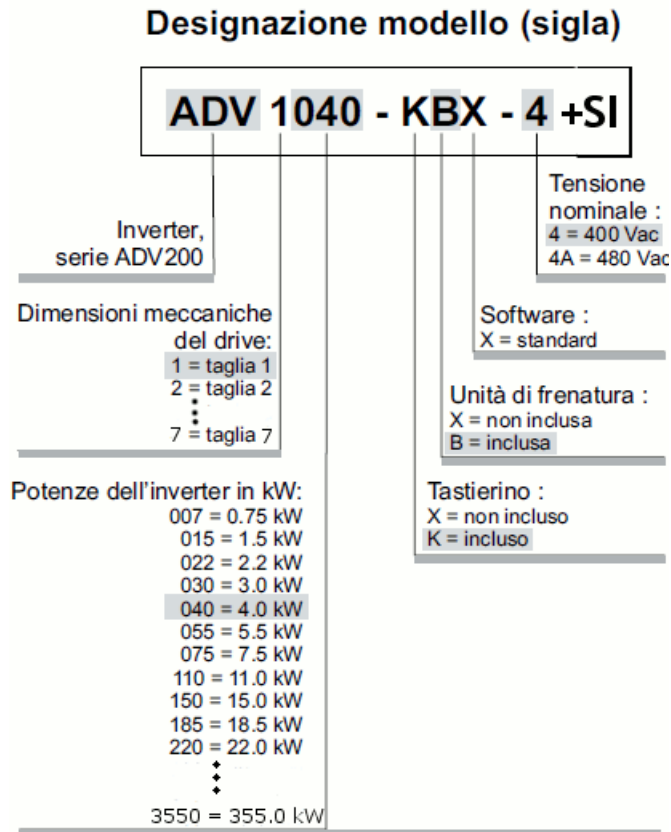 Designazione modello (sigla)
ADV 1040 - KBX - 4 +SI
Inverter,
serie ADV200
Dimensioni meccaniche
del drive:
1 = taglia 1
2 = taglia 2
7 = taglia 7
Potenze dell'inverter in kW:
007 = 0.75 kW
015 = 1.5 kW
022 = 2.2 kW
030 = 3.0 kW
040 = 4.0 kW
055 = 5.5 kW
075 = 7.5 kW
110 = 11.0 kW
150 = 15.0 kW
185 = 18.5 kW
220 = 22.0 kW
3550 = 355.0 kW
Tensione
nominale :
4 = 400 Vac
4A = 480 Vac
Software :
X = standard
Unità di frenatura :
X = non inclusa
B = inclusa
Tastierino :
X = non incluso
K = incluso